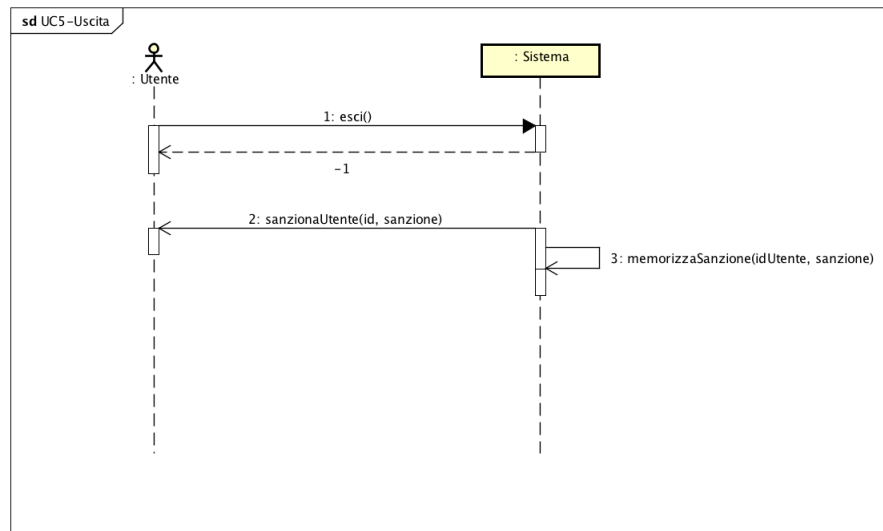 sd UC5-Uscita
: Utente
: Sistema
1: esci()
-1
2: sanzionaUtente(id, sanzione)
3: memorizzaSanzione(idUtente, sanzione)